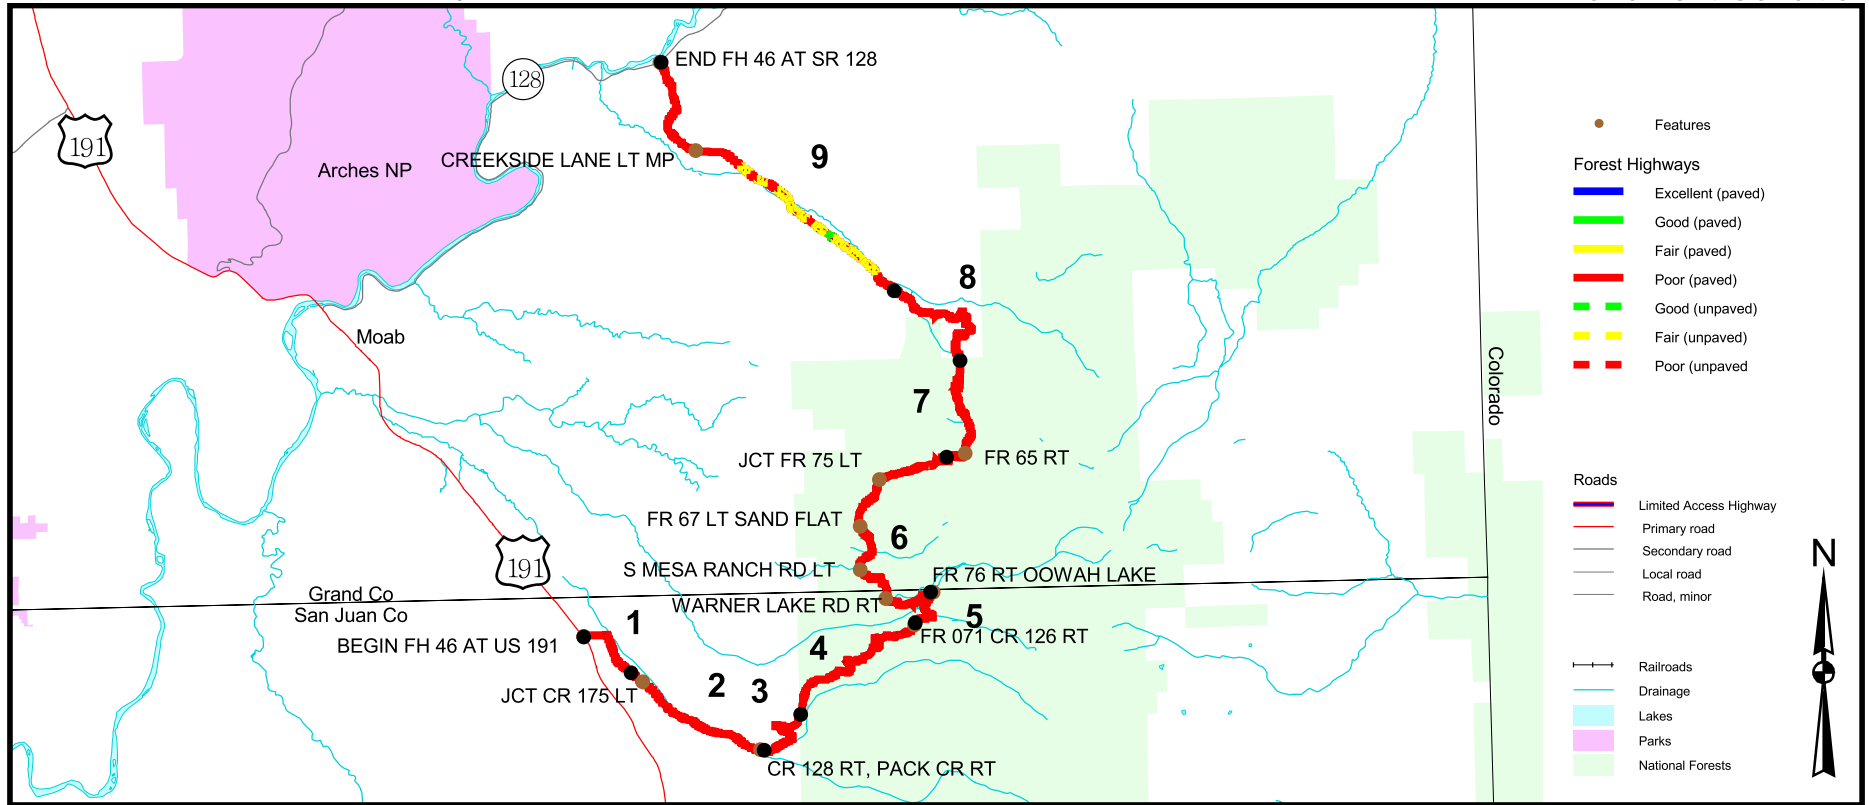 END FH 46 AT SR 128
128
191
Arches NP
CREEKSIDE LANE LT MP
9
8
Moab
7
JCT FR 75 LT
FR 65 RT
FR 67 LT SAND FLAT
6
191
S MESA RANCH RD LT
FR 76 RT OOWAH LAKE
Grand Co
San Juan Co
WARNER LAKE RD RT
5
1
FR 071 CR 126 RT
BEGIN FH 46 AT US 191
4
JCT CR 175 LT
2
3
CR 128 RT, PACK CR RT
Colorado
Features
Forest Highways
Excellent (paved)
Good (paved)
Fair (paved)
Poor (paved)
Good (unpaved)
Fair (unpaved)
Poor (unpaved
Roads
Limited Access Highway
Primary road
Secondary road
Local road
Road, minor
Railroads
Drainage
Lakes
Parks
National Forests
N